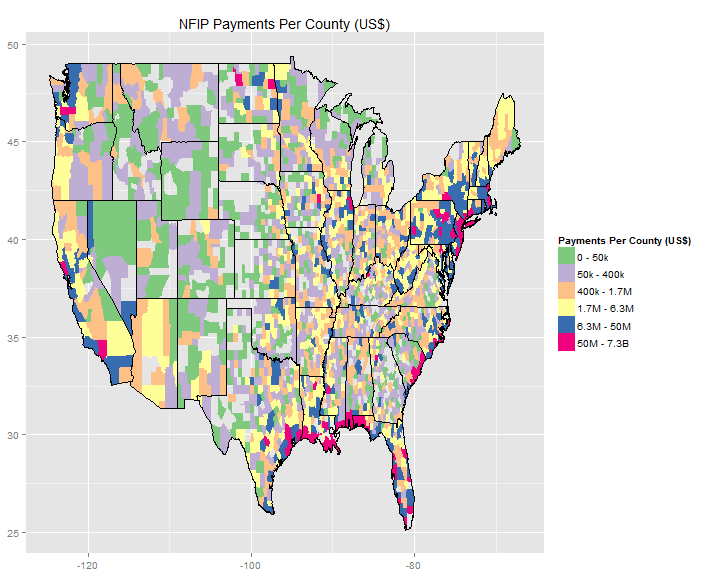 NFIP Payments Per County (US$)
50
45
40
35
30
25
-120
-100
-80
Payments Per County (US$)
0 - 50k
50k - 400k
400k - 1.7M
1.7M - 6.3M
6.3M - 50M
50M - 7.3B